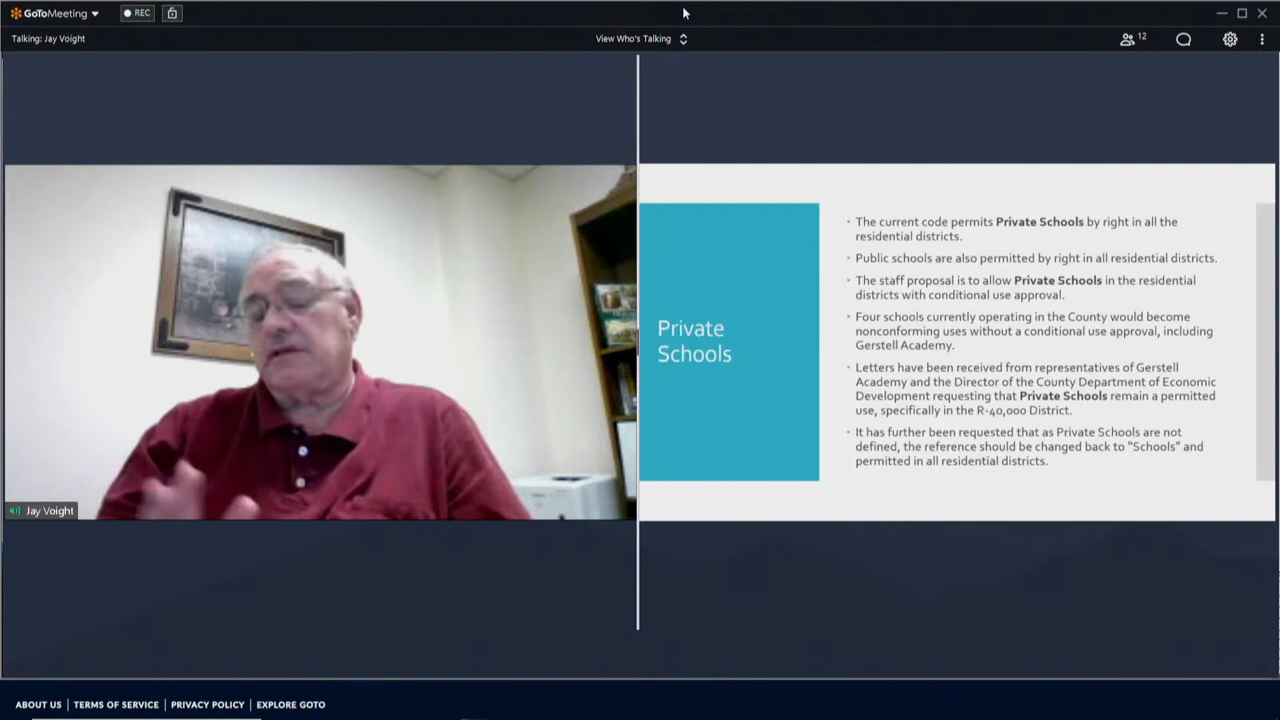 GoToMeeting
REC
Talking: Jay Voight
View Who's Talking
12
Jay Voight
Private
Schools
• The current code permits Private Schools by right in all the
residential districts.
• Public schools are also permitted by right in all residential districts.
• The staff proposal is to allow Private Schools in the residential
districts with conditional use approval.
• Four schools currently operating in the County would become
nonconforming uses without a conditional use approval, including
Gerstell Academy.
• Letters have been received from representatives of Gerstell
Academy and the Director of the County Department of Economic
Development requesting that Private Schools remain a permitted
use, specifically in the R-40,000 District.
• It has further been requested that as Private Schools are not
defined, the reference should be changed back to “Schools” and
permitted in all residential districts.
ABOUT US | TERMS OF SERVICE | PRIVACY POLICY | EXPLORE GOTO